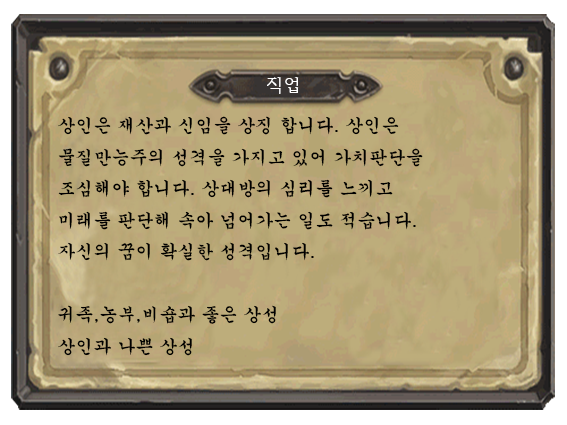 직업
상인은 재산과 신임을 상징 합니다. 상인은
물질만능주의 성격을 가지고 있어 가치판단을
조심해야 합니다. 상대방의 심리를 느끼고
미래를 판단해 속아 넘어가는 일도 적습니다.
자신의 꿈이 확실한 성격입니다.
귀족,농부,비숍과 좋은 상성
상인과 나쁜 상성